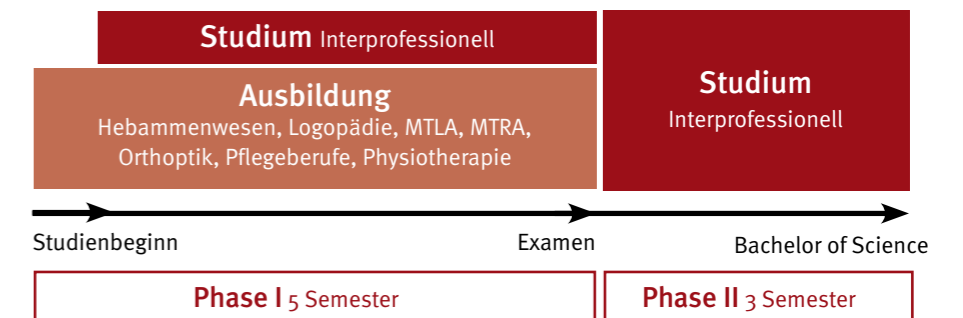 Studium Interprofessionell
Ausbildung
Hebammenwesen, Logopädie, MTLA, MTRA,
Orthoptik, Pflegeberufe, Physiotherapie
Studium
Interprofessionell
Studienbeginn
Examen
Bachelor of Science
Phase I 5 Semester
Phase II 3 Semester